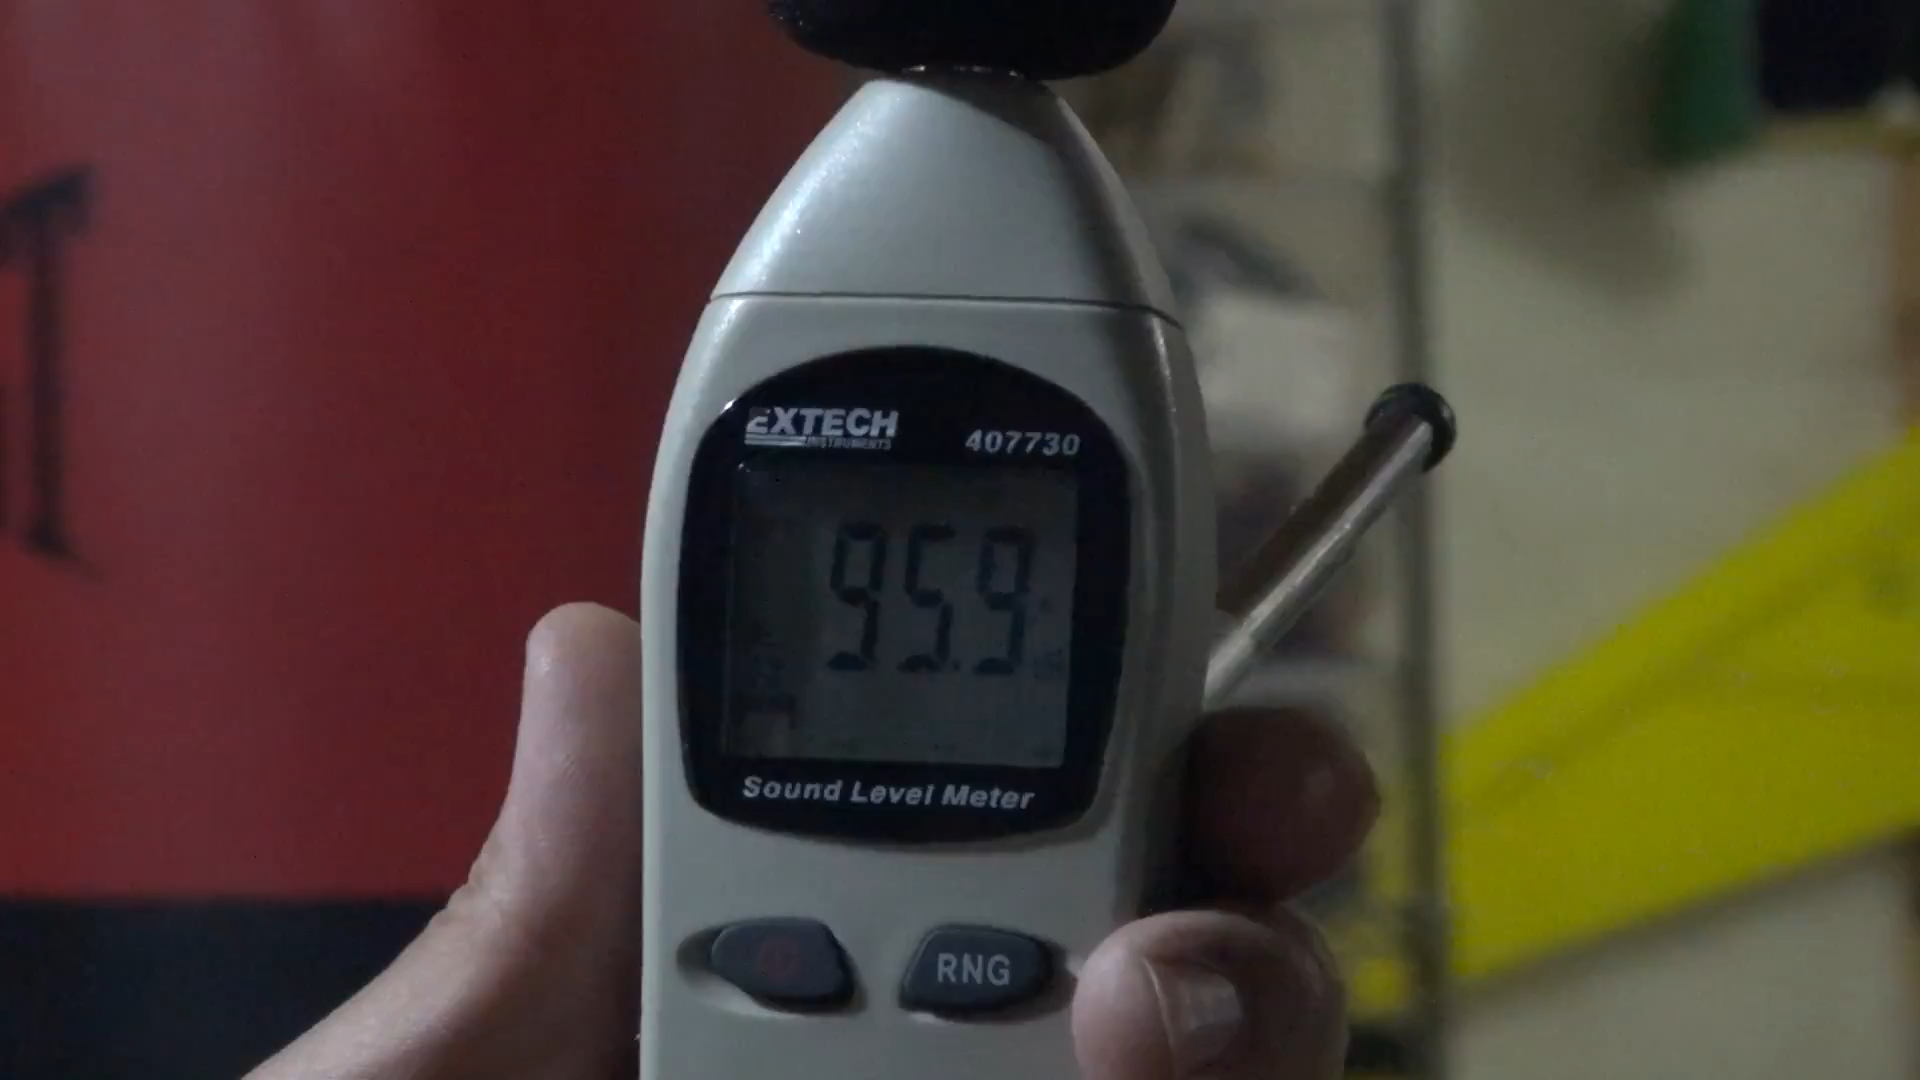 EXTECH
INSTRUMENTS
407730
95.9
Sound Level Meter
RNG